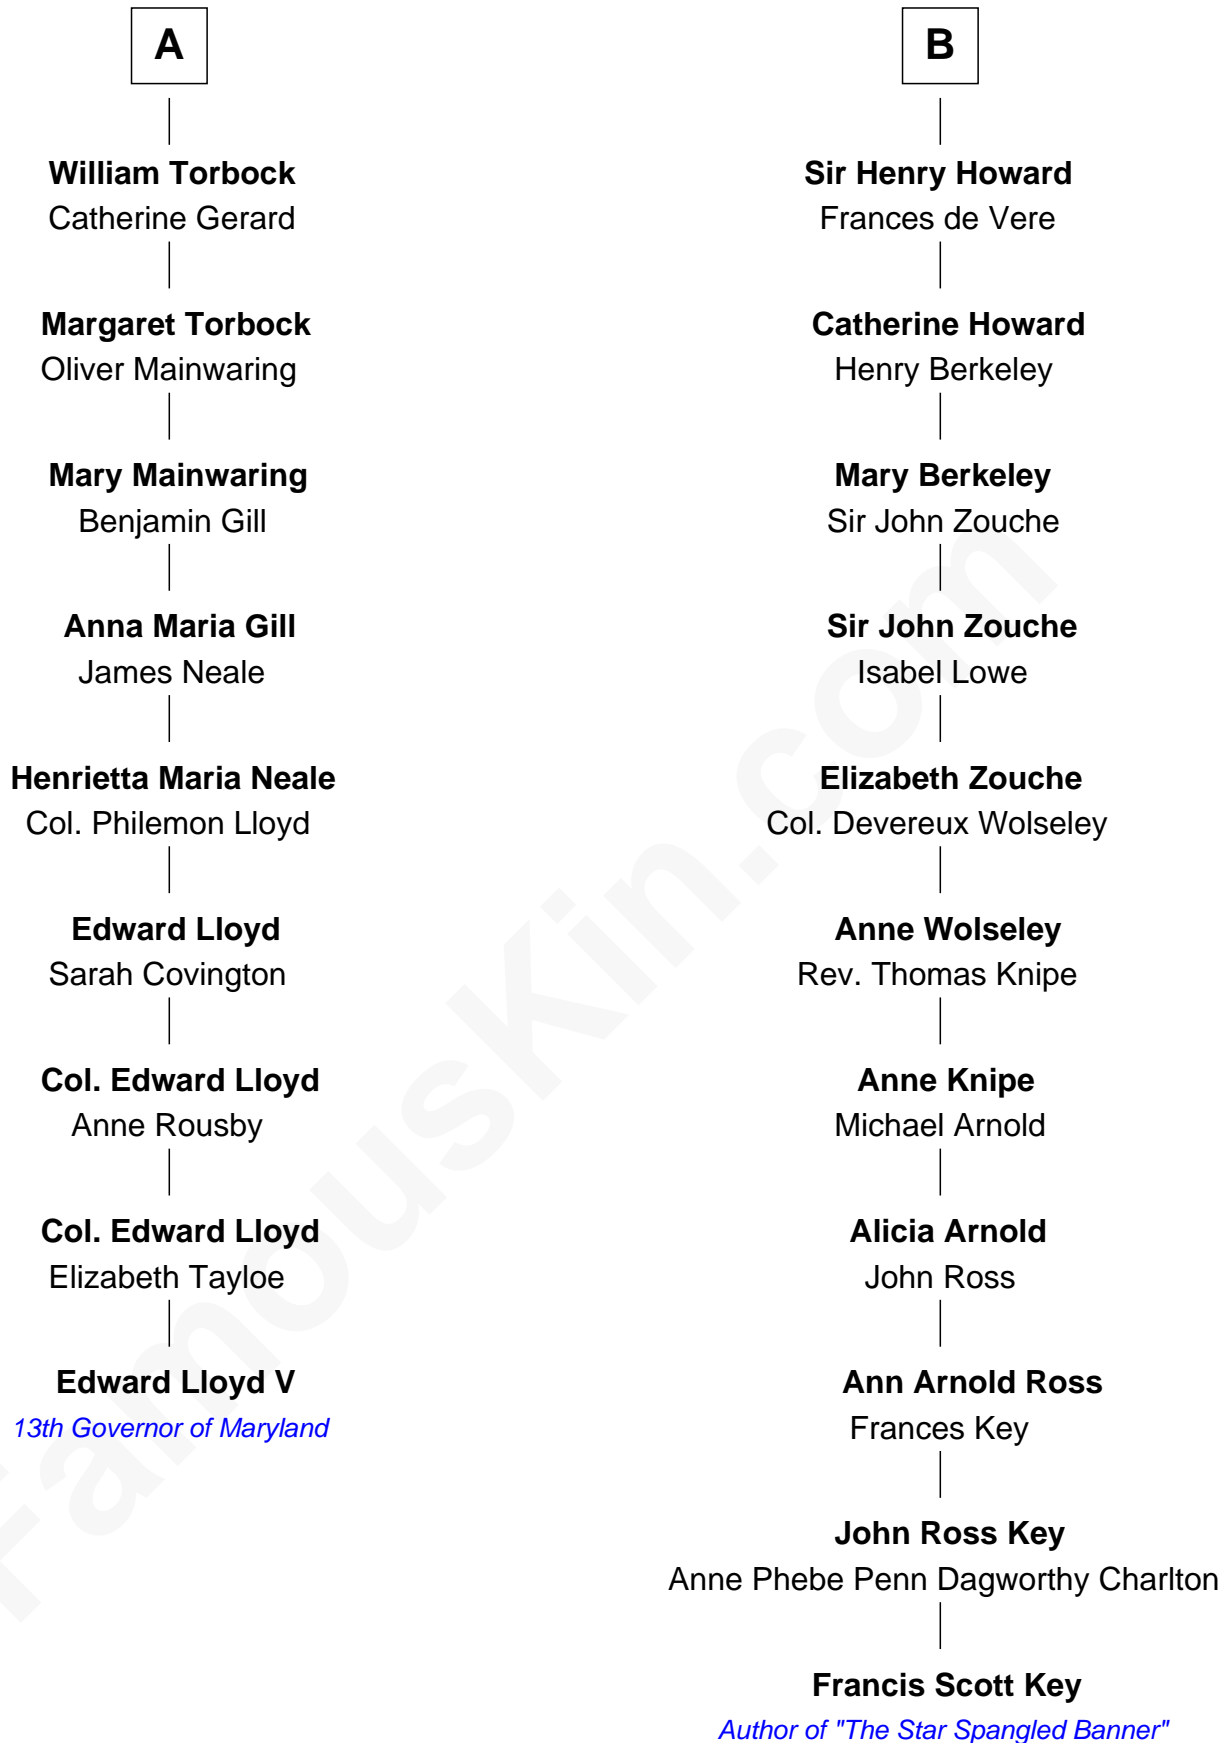 A
William Torbock
Catherine Gerard
Margaret Torbock
Oliver Mainwaring
Mary Mainwaring
Benjamin Gill
Anna Maria Gill
James Neale
Henrietta Maria Neale
Col. Philemon Lloyd
Edward Lloyd
Sarah Covington
Col. Edward Lloyd
Anne Rousby
Col. Edward Lloyd
Elizabeth Tayloe
Edward Lloyd V
13th Governor of Maryland
B
Sir Henry Howard
Frances de Vere
Catherine Howard
Henry Berkeley
Mary Berkeley
Sir John Zouche
Sir John Zouche
Isabel Lowe
Elizabeth Zouche
Col. Devereux Wolseley
Anne Wolseley
Rev. Thomas Knipe
Anne Knipe
Michael Arnold
Alicia Arnold
John Ross
Ann Arnold Ross
Frances Key
John Ross Key
Anne Phebe Penn Dagworthy Charlton
Francis Scott Key
Author of "The Star Spangled Banner"
FamousKin.com